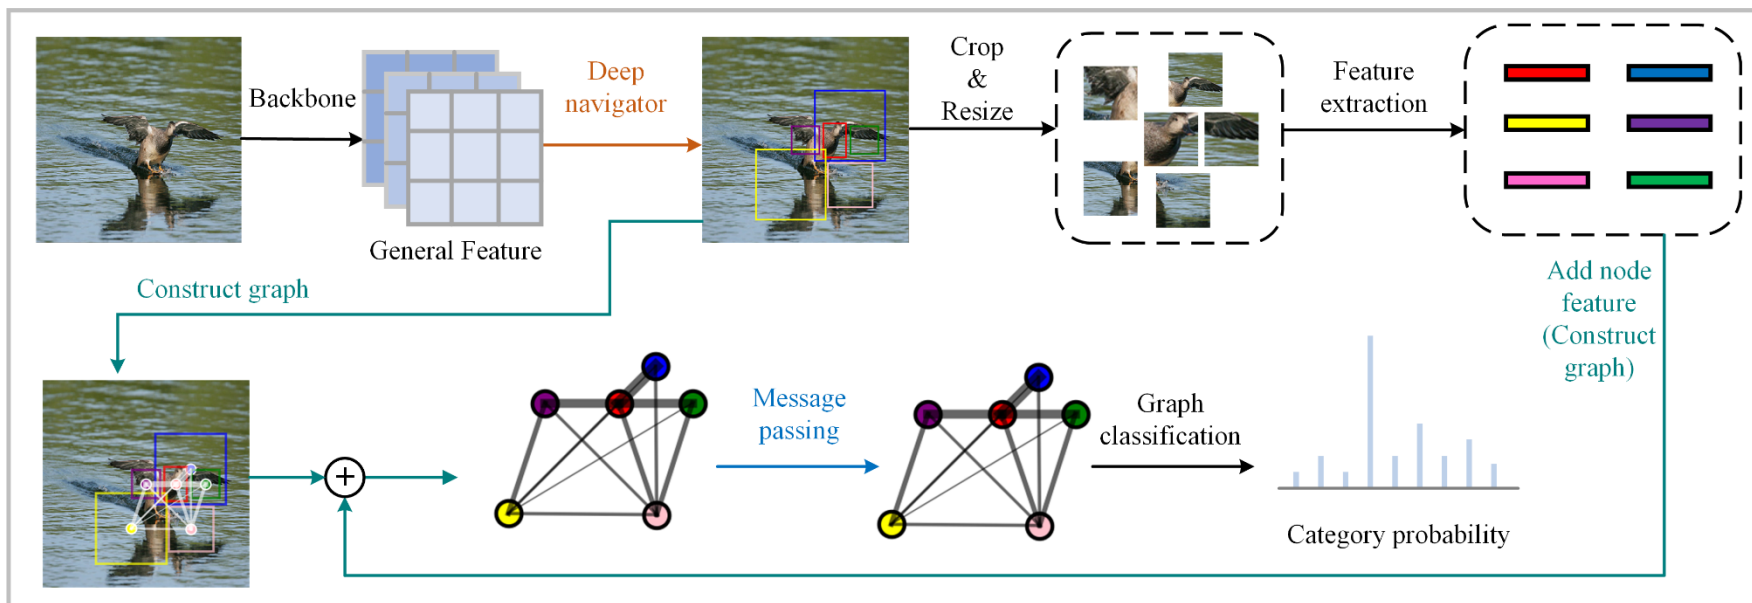 Backbone
General Feature
Deep
navigator
Crop
&
Resize
Feature
extraction
Construct graph
Add node
feature
(Construct
graph)
+
Message
passing
Graph
classification
Category probability